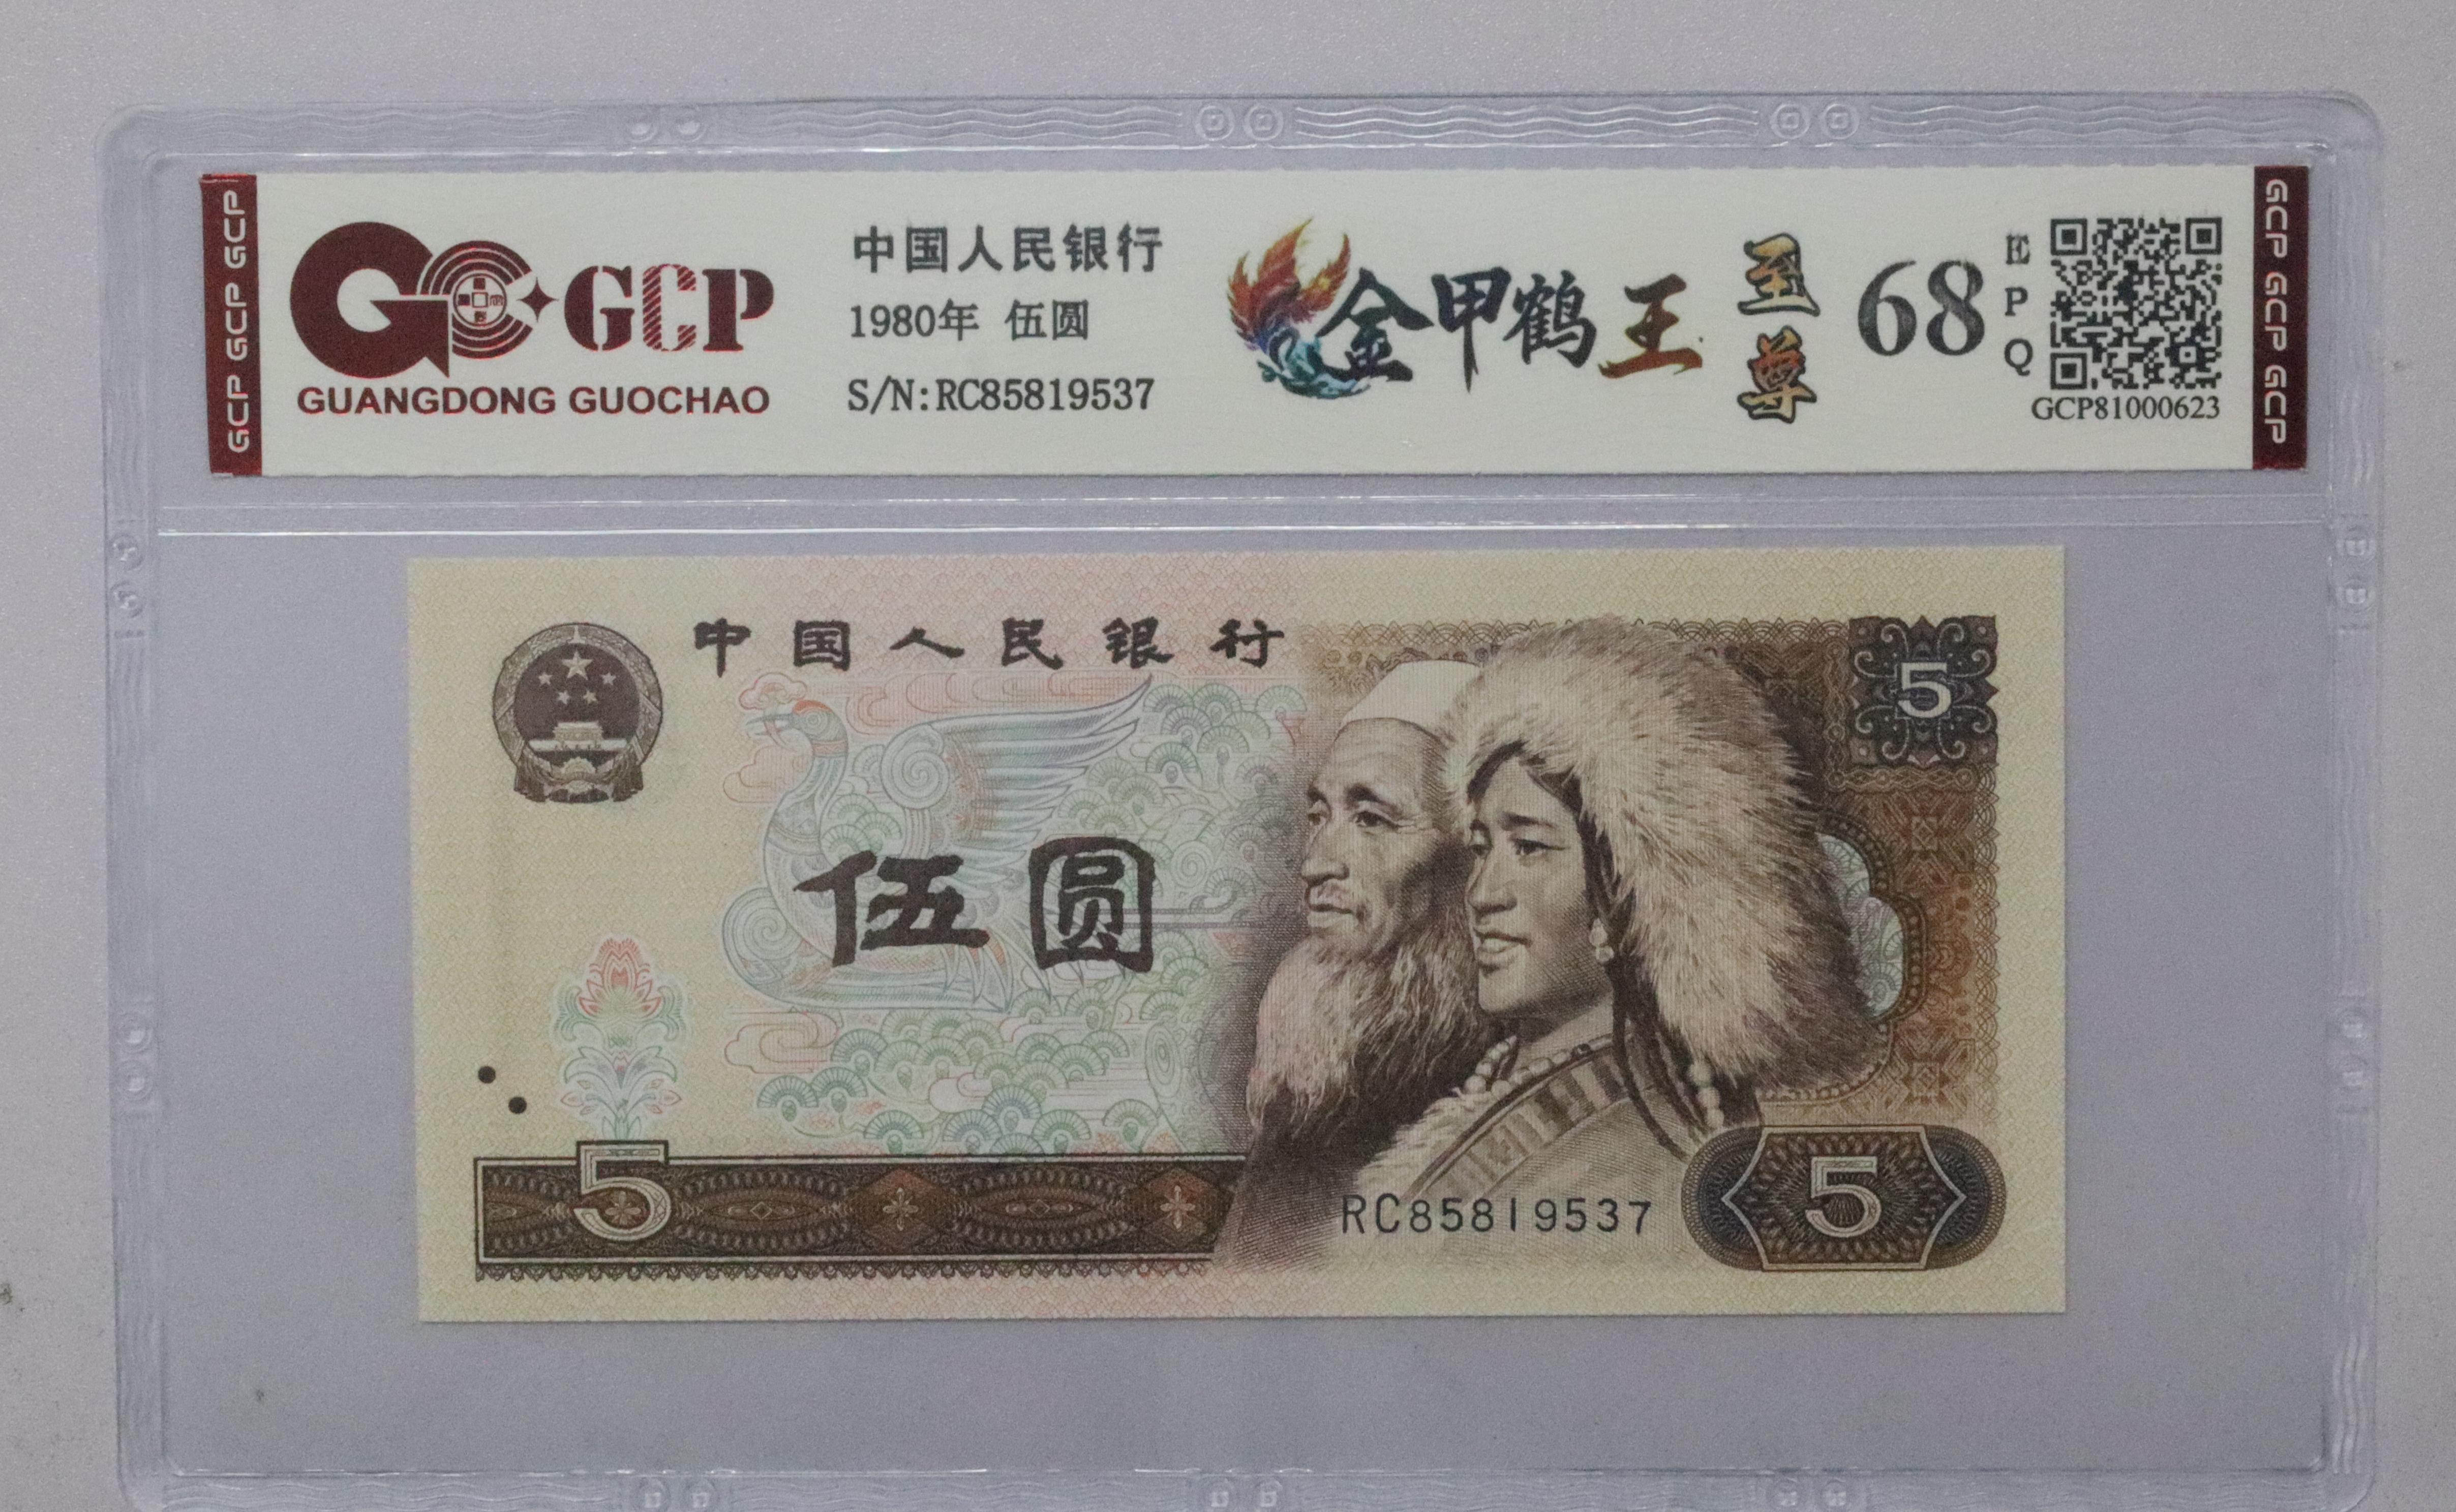 GCP GCP GCP
GCP
GUANGDONG GUOCHAO
中国人民银行
1980年 伍圆
S/N:RC85819537
金甲鹤王
至尊
68
EPQ
GCP81000623
GCP GCP GCP
中国人民银行
5
伍圆
5
RC85819537
5